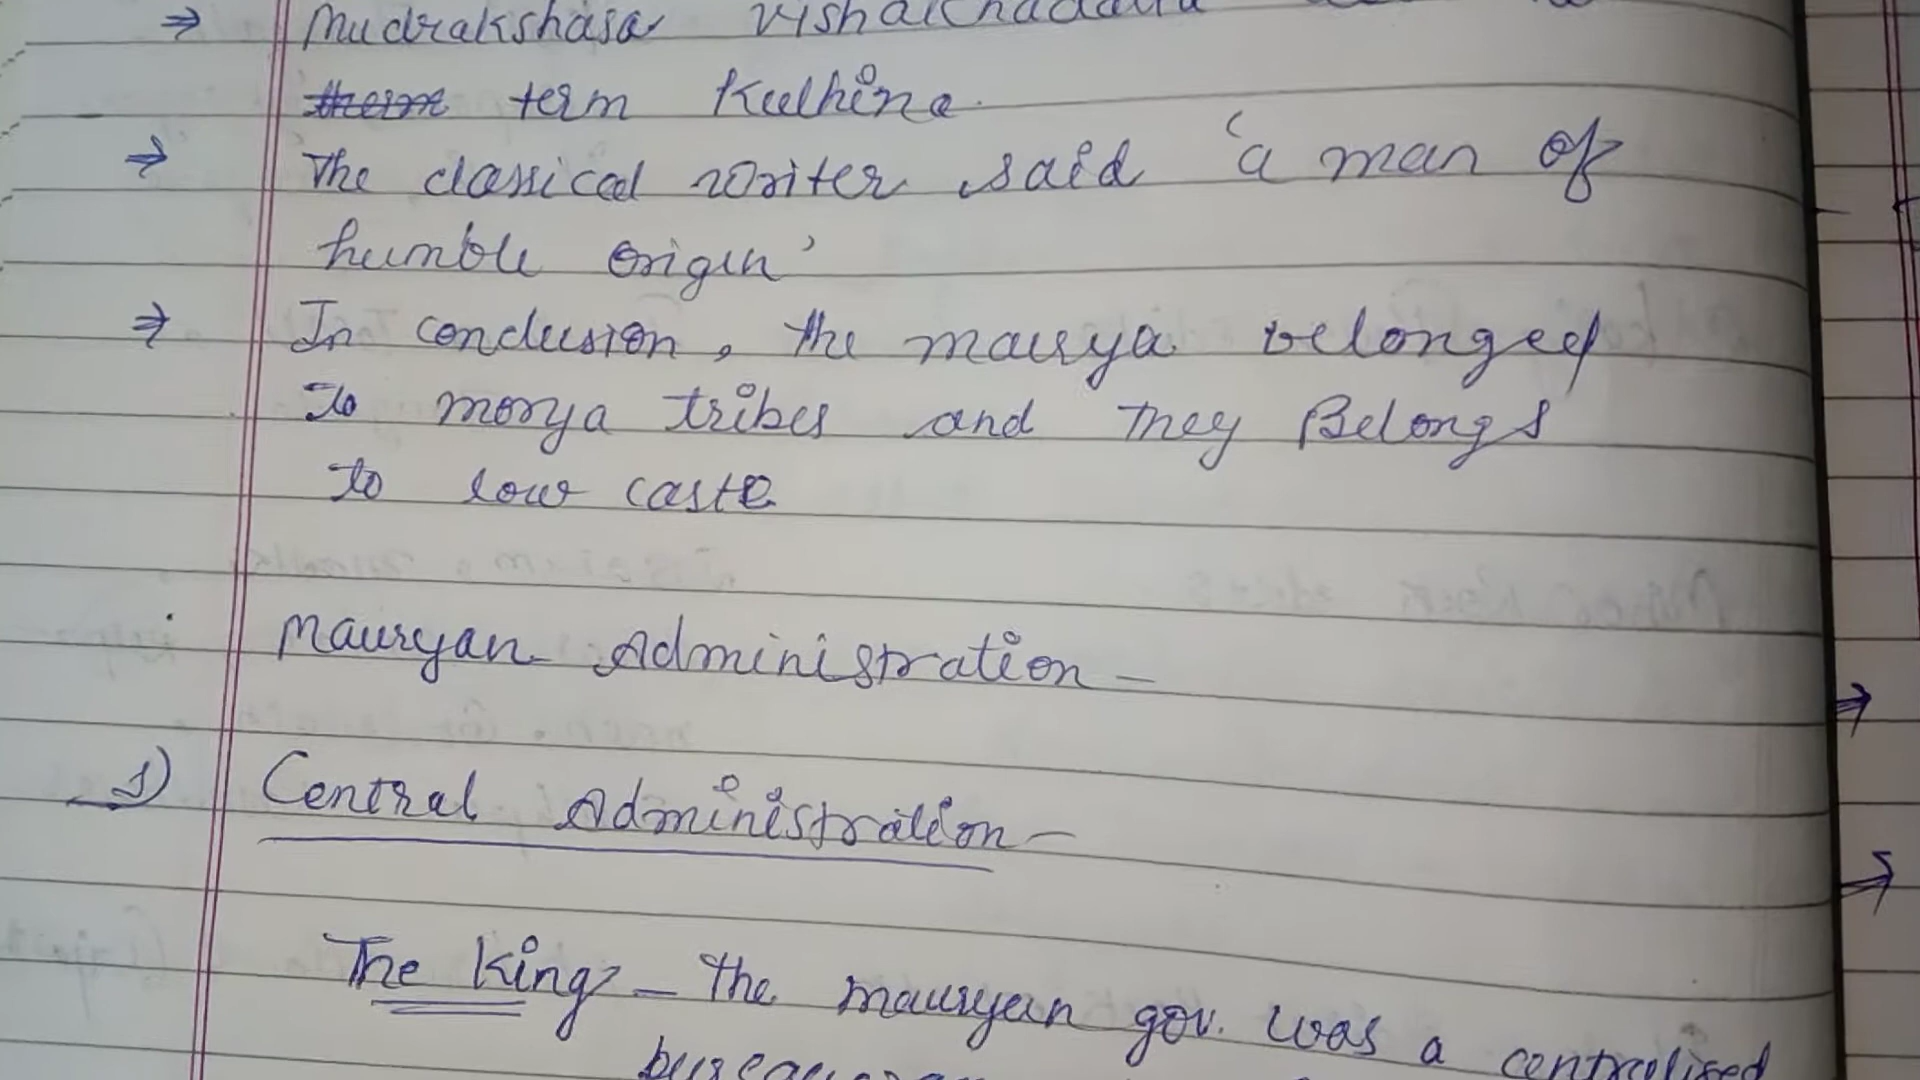 ⇒ Mudrakshasa Vishakhadatta
term Kulhina.
⇒ The classical writer said 'a man of
humble origin'
⇒ In conclusion, the maurya belonged
to morya tribes and they Belongs
to low caste
Mauryan Administration –
1) Central Administration –
The King – The mauryan gov. was a centralised